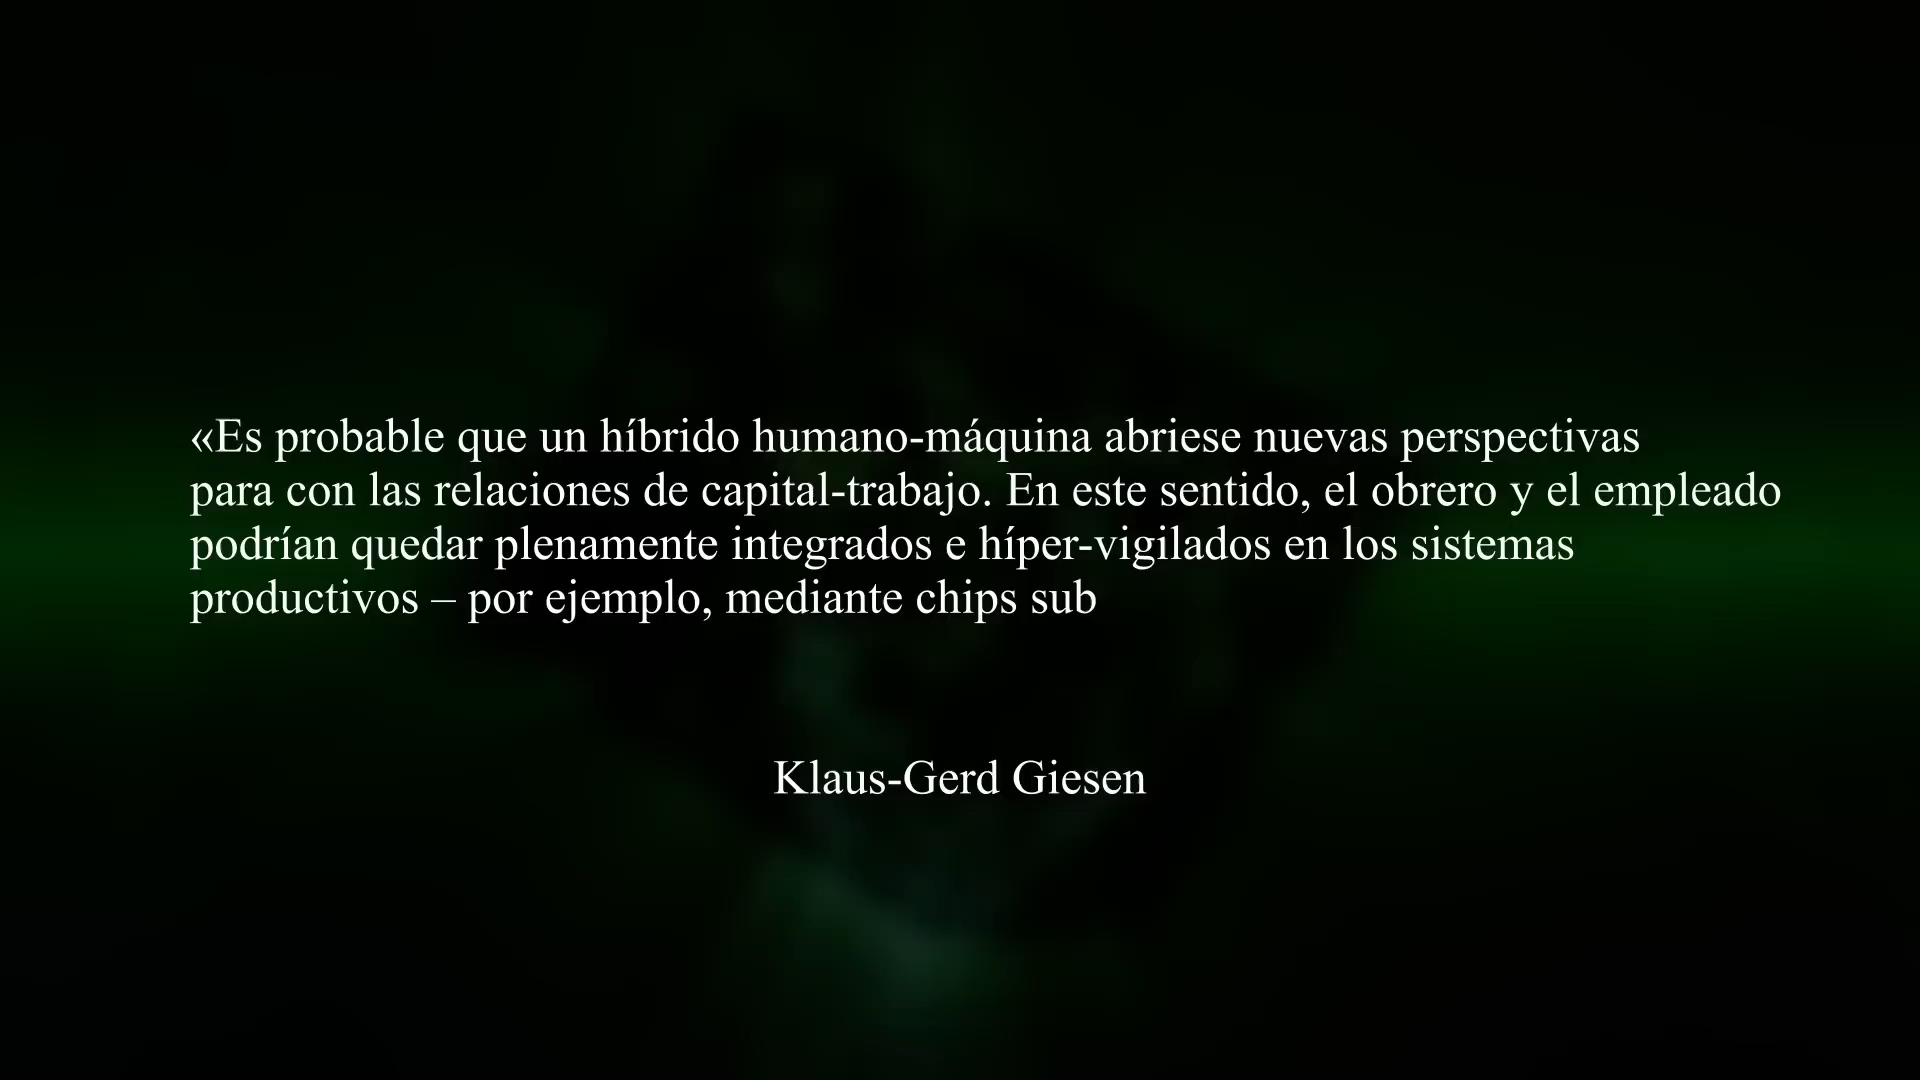 «Es probable que un híbrido humano-máquina abriese nuevas perspectivas
para con las relaciones de capital-trabajo. En este sentido, el obrero y el empleado
podrían quedar plenamente integrados e híper-vigilados en los sistemas
productivos – por ejemplo, mediante chips sub
Klaus-Gerd Giesen